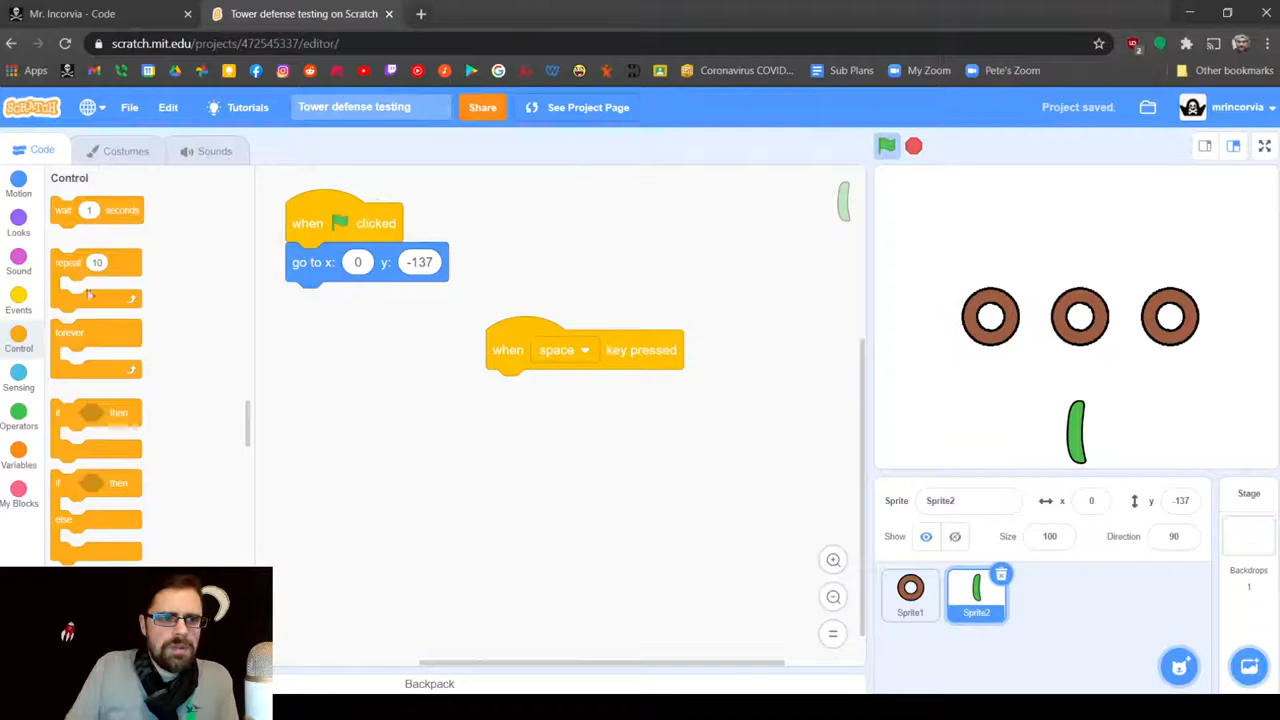 Mr. Incorvia - Code
Tower defense testing on Scratch
scratch.mit.edu/projects/472545337/editor/
2
Apps
Coronavirus COVID...
Sub Plans
My Zoom
Pete's Zoom
Other bookmarks
SCRATCH
File
Edit
Tutorials
Tower defense testing
Share
See Project Page
Project saved.
mrincorvia
Code
Costumes
Sounds
Motion
Looks
Sound
Events
Control
Sensing
Operators
Variables
My Blocks
Control
wait 1 seconds
repeat 10
forever
if then
if then
else
when clicked
go to x: 0 y: -137
when space key pressed
Sprite
Sprite2
x 0
y -137
Show
Size 100
Direction 90
Sprite1
Sprite2
Stage
Backdrops
1
Backpack